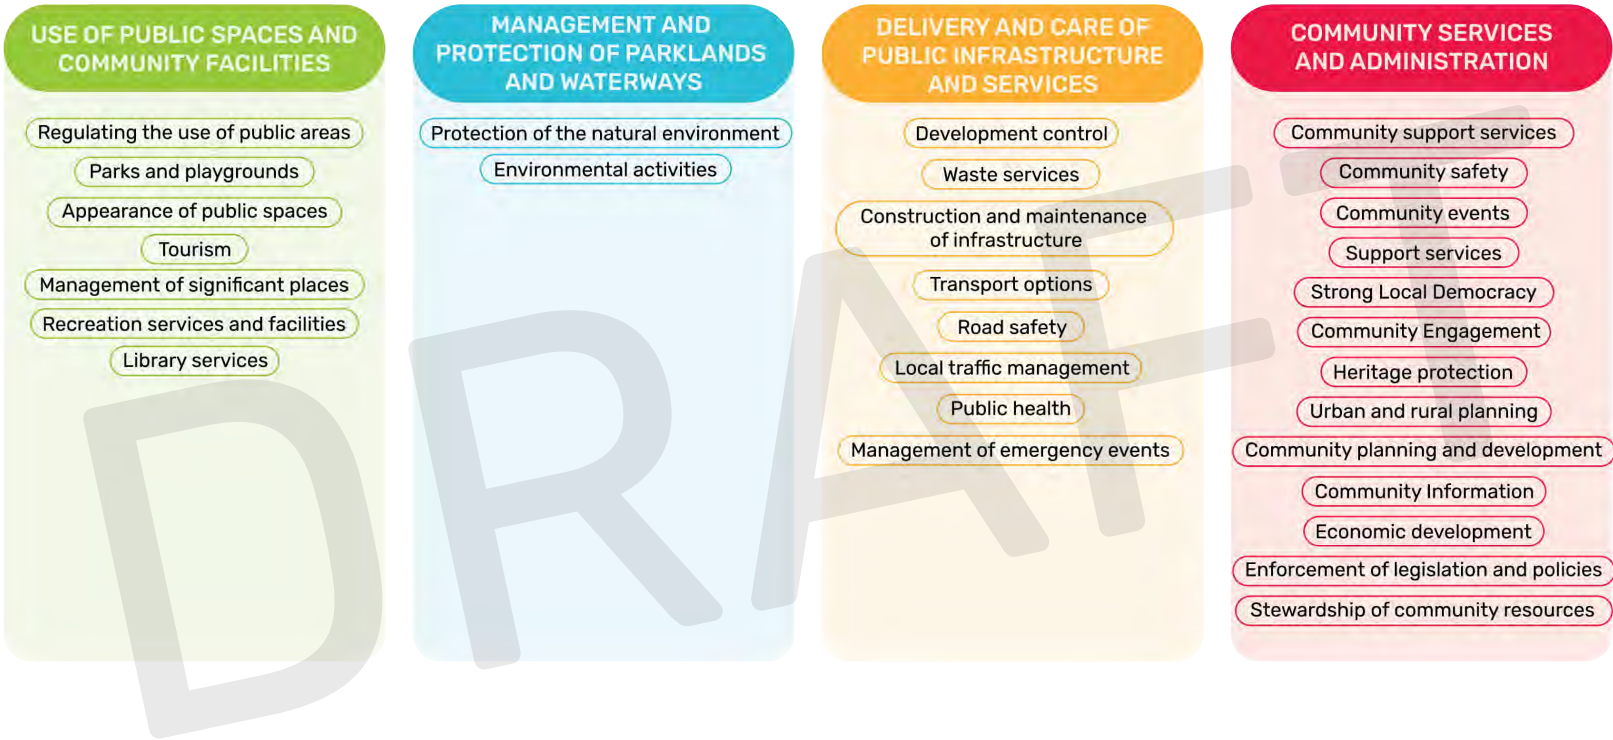 USE OF PUBLIC SPACES AND
COMMUNITY FACILITIES
Regulating the use of public areas
Parks and playgrounds
Appearance of public spaces
Tourism
Management of significant places
Recreation services and facilities
Library services
MANAGEMENT AND
PROTECTION OF PARKLANDS
AND WATERWAYS
Protection of the natural environment
Environmental activities
DELIVERY AND CARE OF
PUBLIC INFRASTRUCTURE
AND SERVICES
Development control
Waste services
Construction and maintenance
of infrastructure
Transport options
Road safety
Local traffic management
Public health
Management of emergency events
COMMUNITY SERVICES
AND ADMINISTRATION
Community support services
Community safety
Community events
Support services
Strong Local Democracy
Community Engagement
Heritage protection
Urban and rural planning
Community planning and development
Community Information
Economic development
Enforcement of legislation and policies
Stewardship of community resources
DRAFT